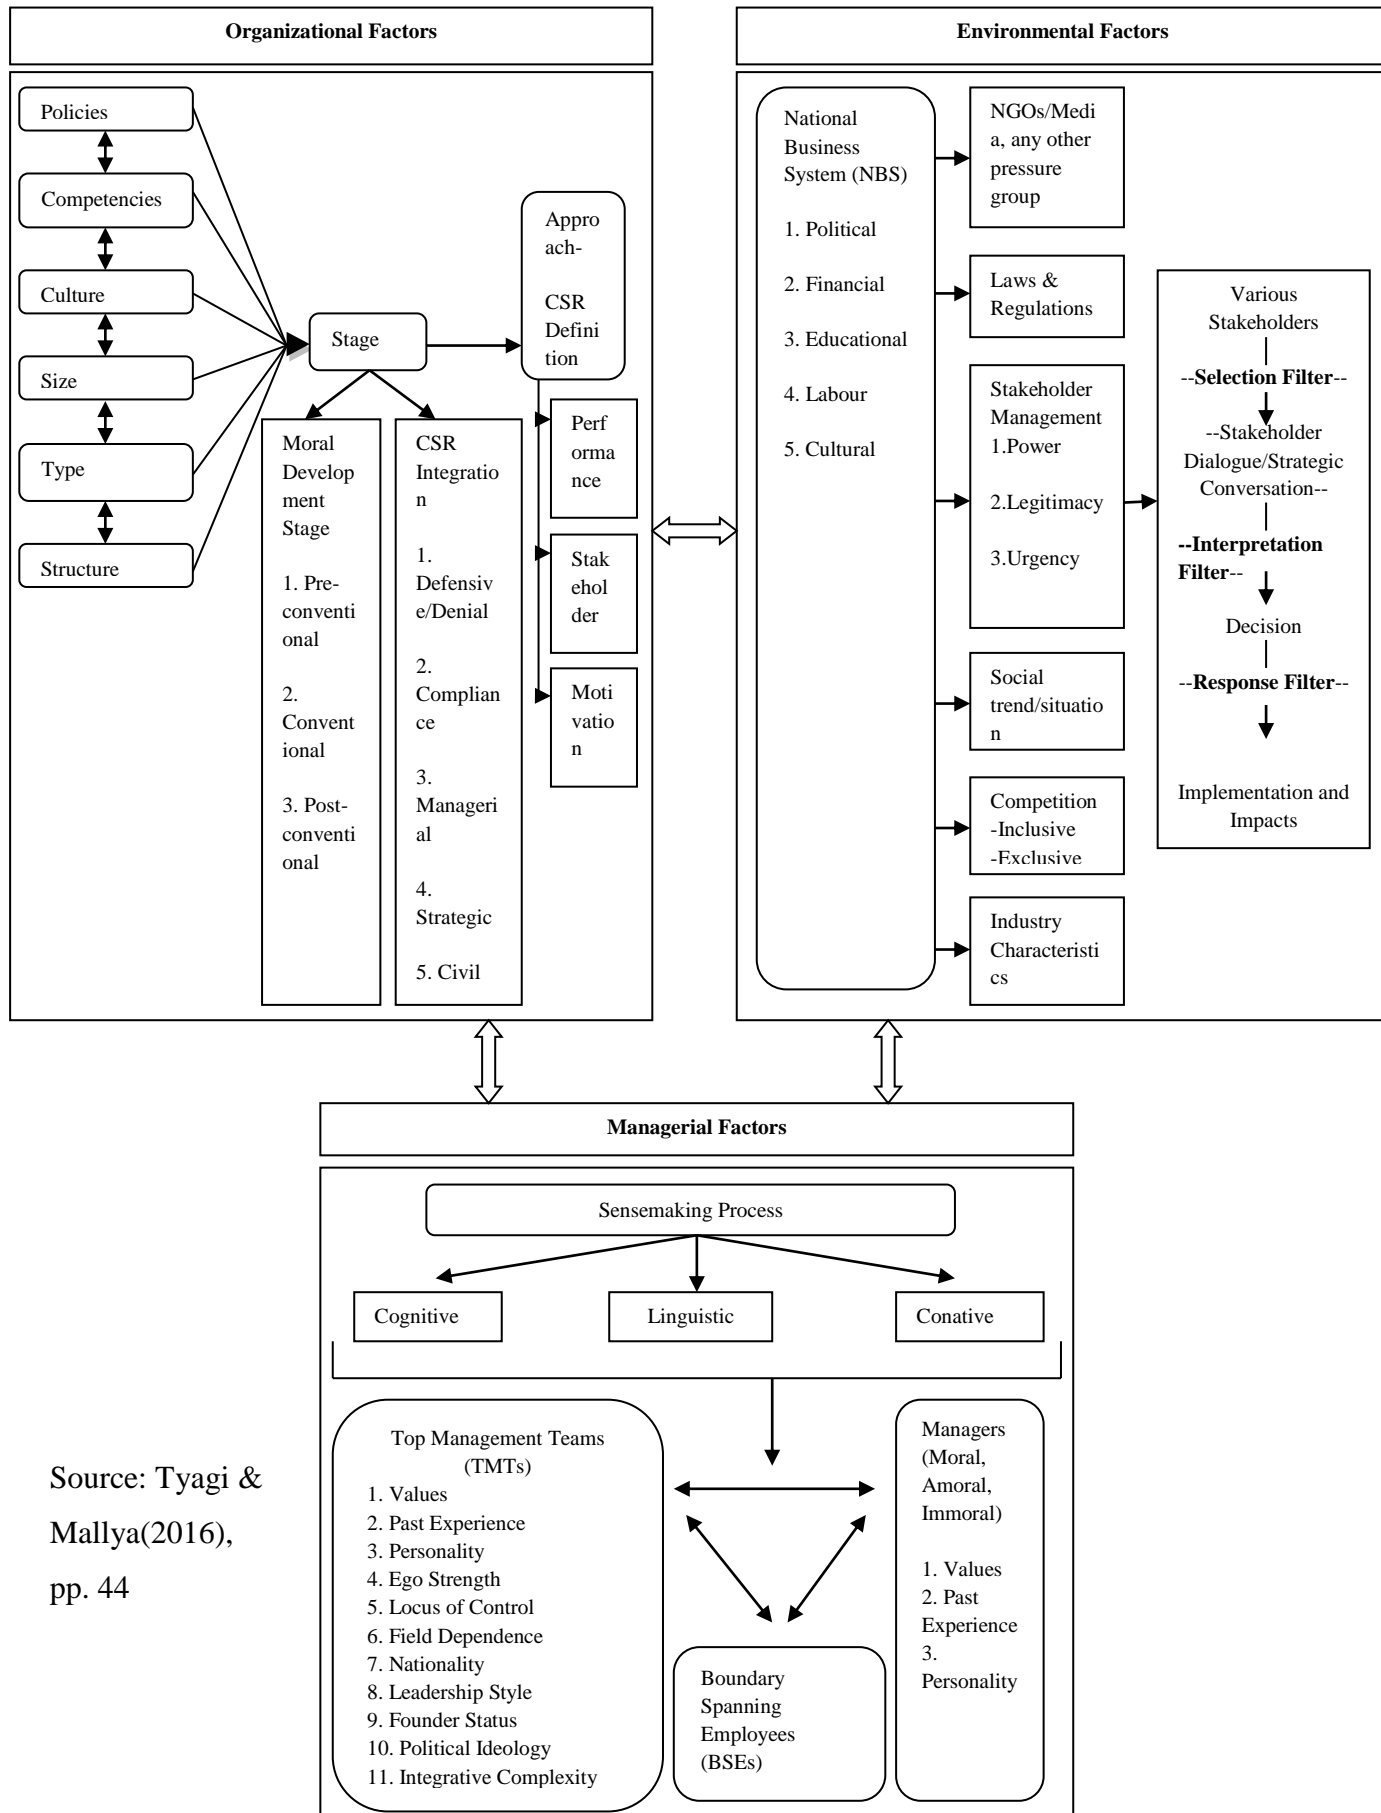 Organizational Factors
Policies
Competencies
Culture
Size
Type
Structure
Stage
Moral
Develop
ment
Stage
1. Pre-
conventi
onal
2.
Convent
ional
3. Post-
conventi
onal
CSR
Integratio
n
1.
Defensiv
e/Denial
2.
Complia
nce
3.
Manageri
al
4.
Strategic
5. Civil
Appro
ach-
CSR
Defini
tion
Perf
orma
nce
Stak
ehol
der
Moti
vatio
n
Environmental Factors
National
Business
System (NBS)
1. Political
2. Financial
3. Educational
4. Labour
5. Cultural
NGOs/Medi
a, any other
pressure
group
Laws &
Regulations
Stakeholder
Management
1.Power
2.Legitimacy
3.Urgency
Social
trend/situatio
n
Competition
-Inclusive
-Exclusive
Industry
Characteristi
cs
Various
Stakeholders
--Selection Filter--
--Stakeholder
Dialogue/Strategic
Conversation--
--Interpretation
Filter--
Decision
--Response Filter--
Implementation and
Impacts
Managerial Factors
Sensemaking Process
Cognitive
Linguistic
Conative
Top Management Teams
(TMTs)
1. Values
2. Past Experience
3. Personality
4. Ego Strength
5. Locus of Control
6. Field Dependence
7. Nationality
8. Leadership Style
9. Founder Status
10. Political Ideology
11. Integrative Complexity
Boundary
Spanning
Employees
(BSEs)
Managers
(Moral,
Amoral,
Immoral)
1. Values
2. Past
Experience
3.
Personality
Source: Tyagi &
Mallya(2016),
pp. 44